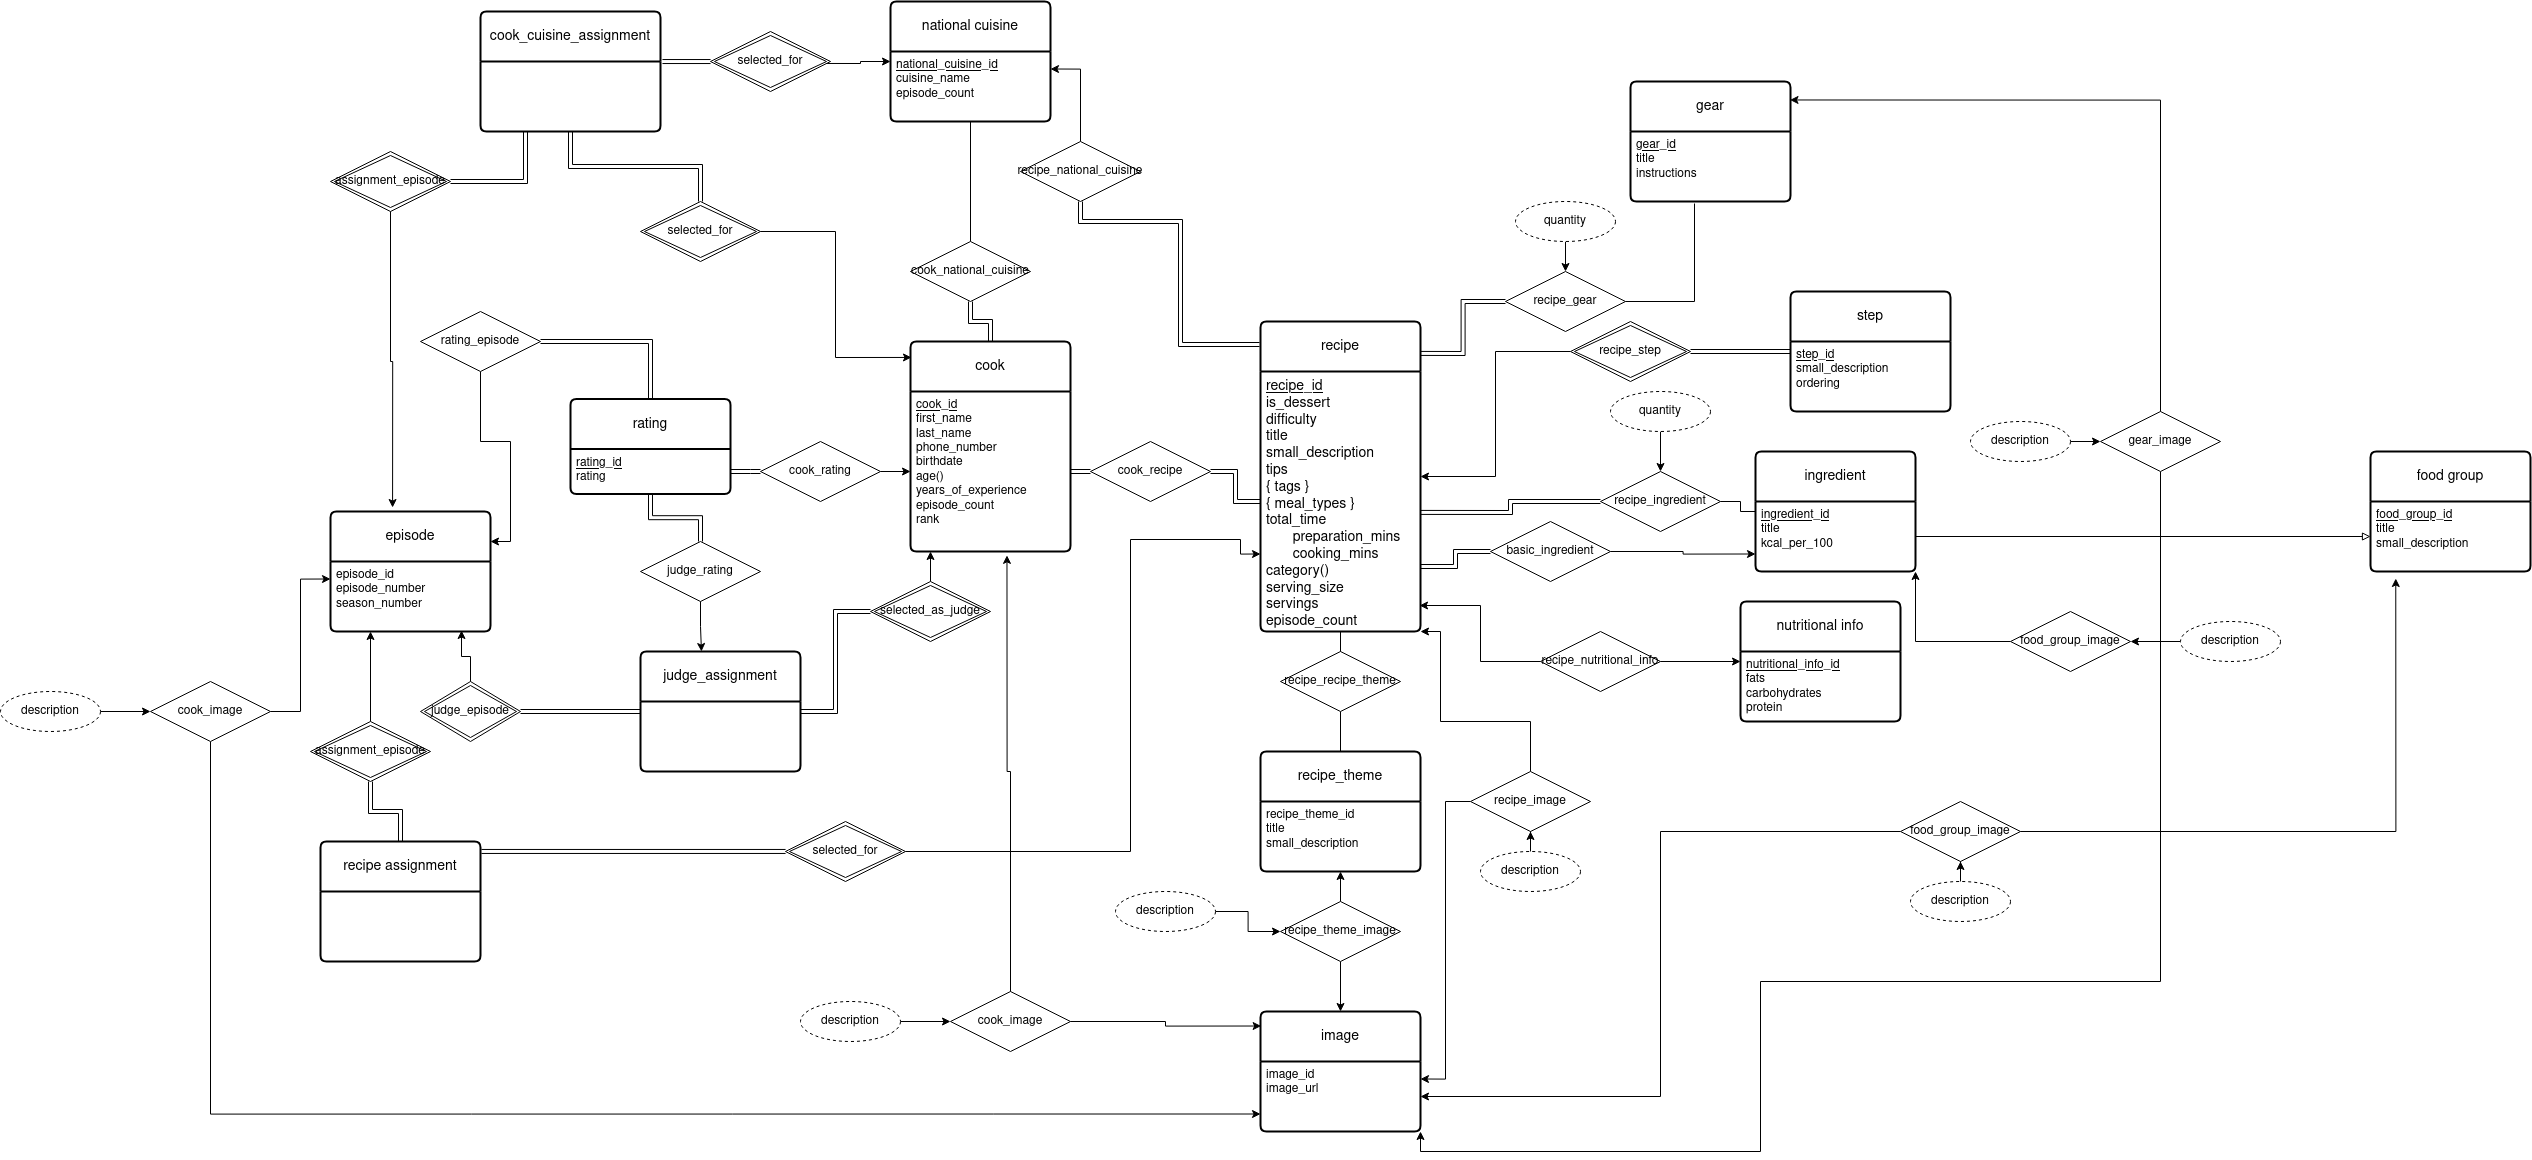 cook_cuisine_assignment
selected_for
national cuisine
national_cuisine_id
cuisine_name
episode_count
gear
gear_id
title
instructions
assignment_episode
recipe_national_cuisine
selected_for
cook_national_cuisine
quantity
recipe_gear
rating_episode
step
step_id
small_description
ordering
recipe_step
recipe
recipe_id
is_dessert
difficulty
title
small_description
tips
{ tags }
{ meal_types }
total_time
preparation_mins
cooking_mins
category()
serving_size
servings
episode_count
cook
cook_id
first_name
last_name
phone_number
birthdate
age()
years_of_experience
episode_count
rank
rating
rating_id
rating
cook_rating
cook_recipe
quantity
description
gear_image
recipe_ingredient
ingredient
ingredient_id
title
kcal_per_100
food group
food_group_id
title
small_description
basic_ingredient
episode
episode_id
episode_number
season_number
judge_rating
selected_as_judge
nutritional info
nutritional_info_id
fats
carbohydrates
protein
recipe_nutritional_info
food_group_image
description
judge_assignment
recipe_recipe_theme
description
cook_image
judge_episode
assignment_episode
recipe_theme
recipe_theme_id
title
small_description
recipe_image
description
food_group_image
description
recipe assignment
selected_for
description
recipe_theme_image
description
cook_image
image
image_id
image_url